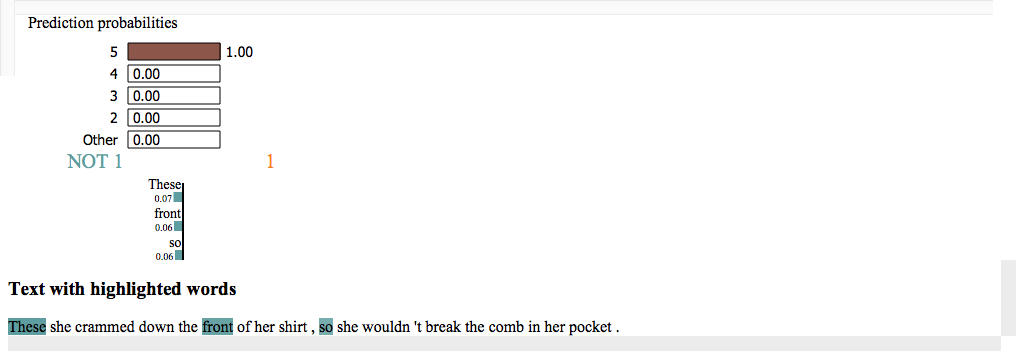 Prediction probabilities
5 1.00
4 0.00
3 0.00
2 0.00
Other 0.00
NOT 1 1
These
0.07
front
0.06
so
0.06
Text with highlighted words
These she crammed down the front of her shirt , so she wouldn 't break the comb in her pocket .